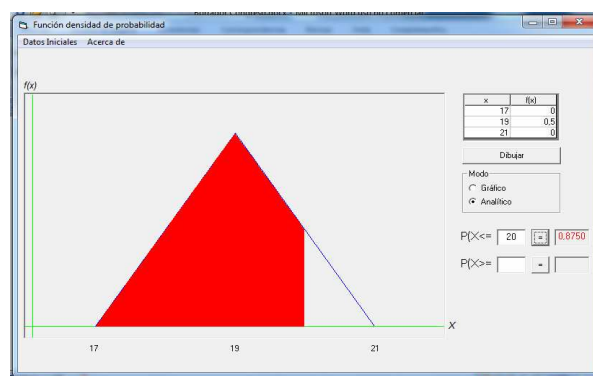 Función densidad de probabilidad
Datos Iniciales Acerca de
f(x)
x f(x)
17 0
19 0,5
21 0
Dibujar
Modo
Gráfico
Analítico
P(X<= 20 = 0,8750
P(X>= =
X
17 19 21